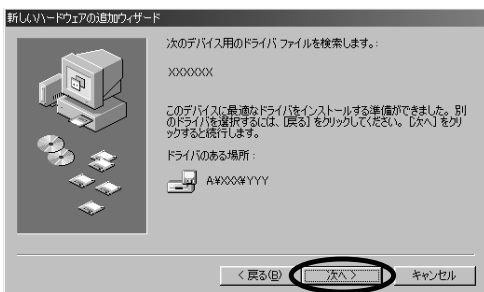 新しいハードウェアの追加ウィザード
次のデバイス用のドライバ ファイルを検索します。:
XXXXXX
このデバイスに最適なドライバをインストールする準備ができました。別
のドライバを選択するには、[戻る] をクリックしてください。[次へ] をクリ
ックすると続行します。
ドライバのある場所:
A¥XXX¥YYY
< 戻る(B)
次へ >
キャンセル